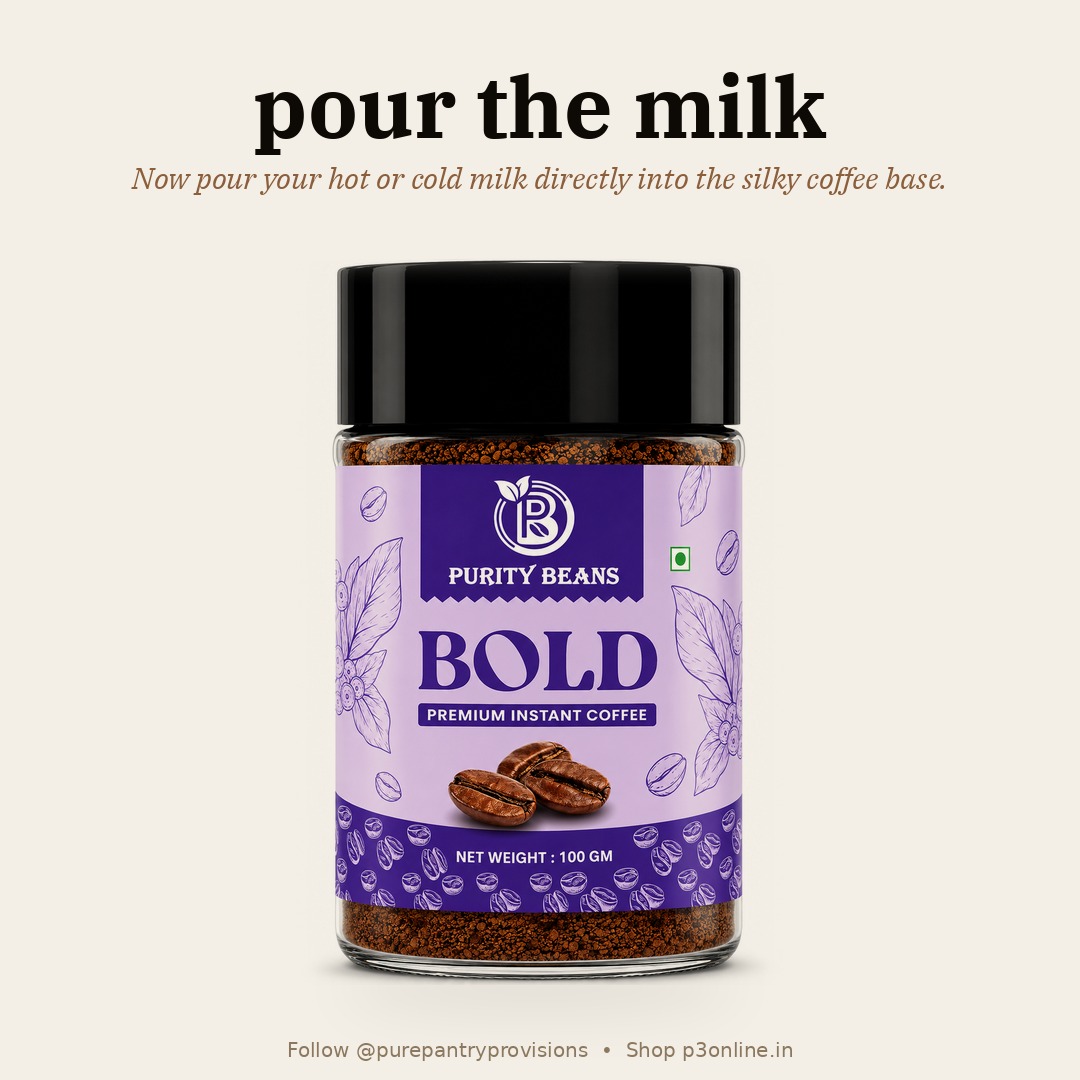 pour the milk
Now pour your hot or cold milk directly into the silky coffee base.
PURITY BEANS
BOLD
PREMIUM INSTANT COFFEE
NET WEIGHT : 100 GM
Follow @purepantryprovisions • Shop p3online.in